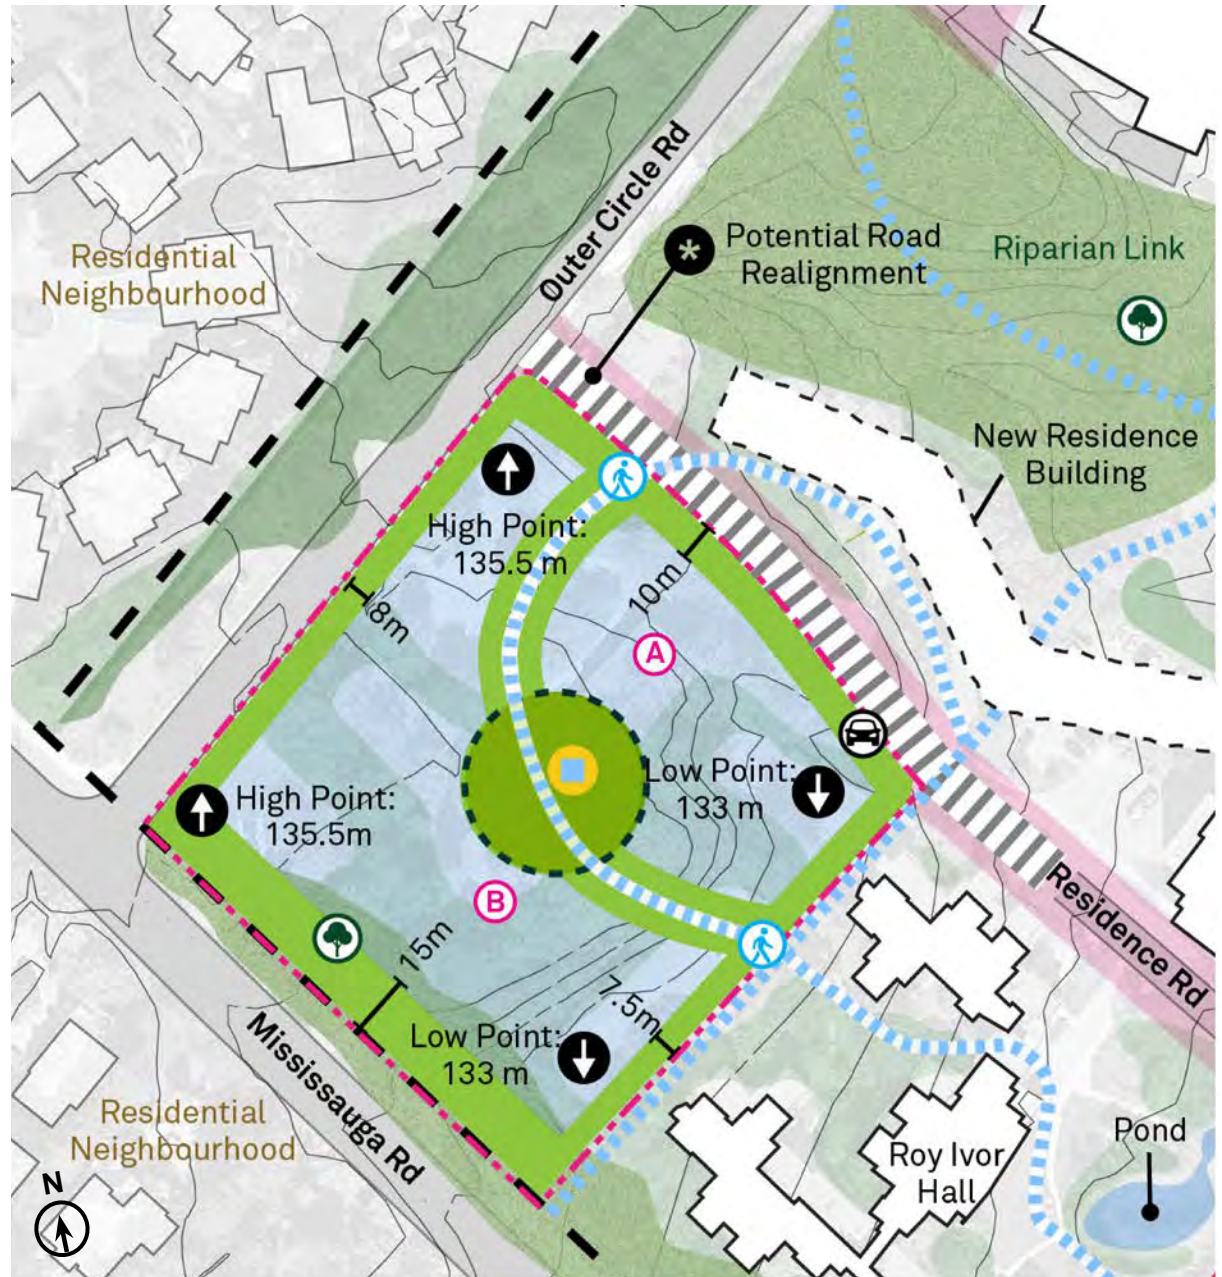 Outer Circle Rd
*
Potential Road
Realignment
Riparian Link
Residential
Neighbourhood
New Residence
Building
High Point:
135.5 m
10m
8m
A
Low Point:
133 m
High Point:
135.5m
B
15m
7.5m
Residence Rd
Low Point:
133 m
Mississauga Rd
Residential
Neighbourhood
Roy Ivor
Hall
Pond
N